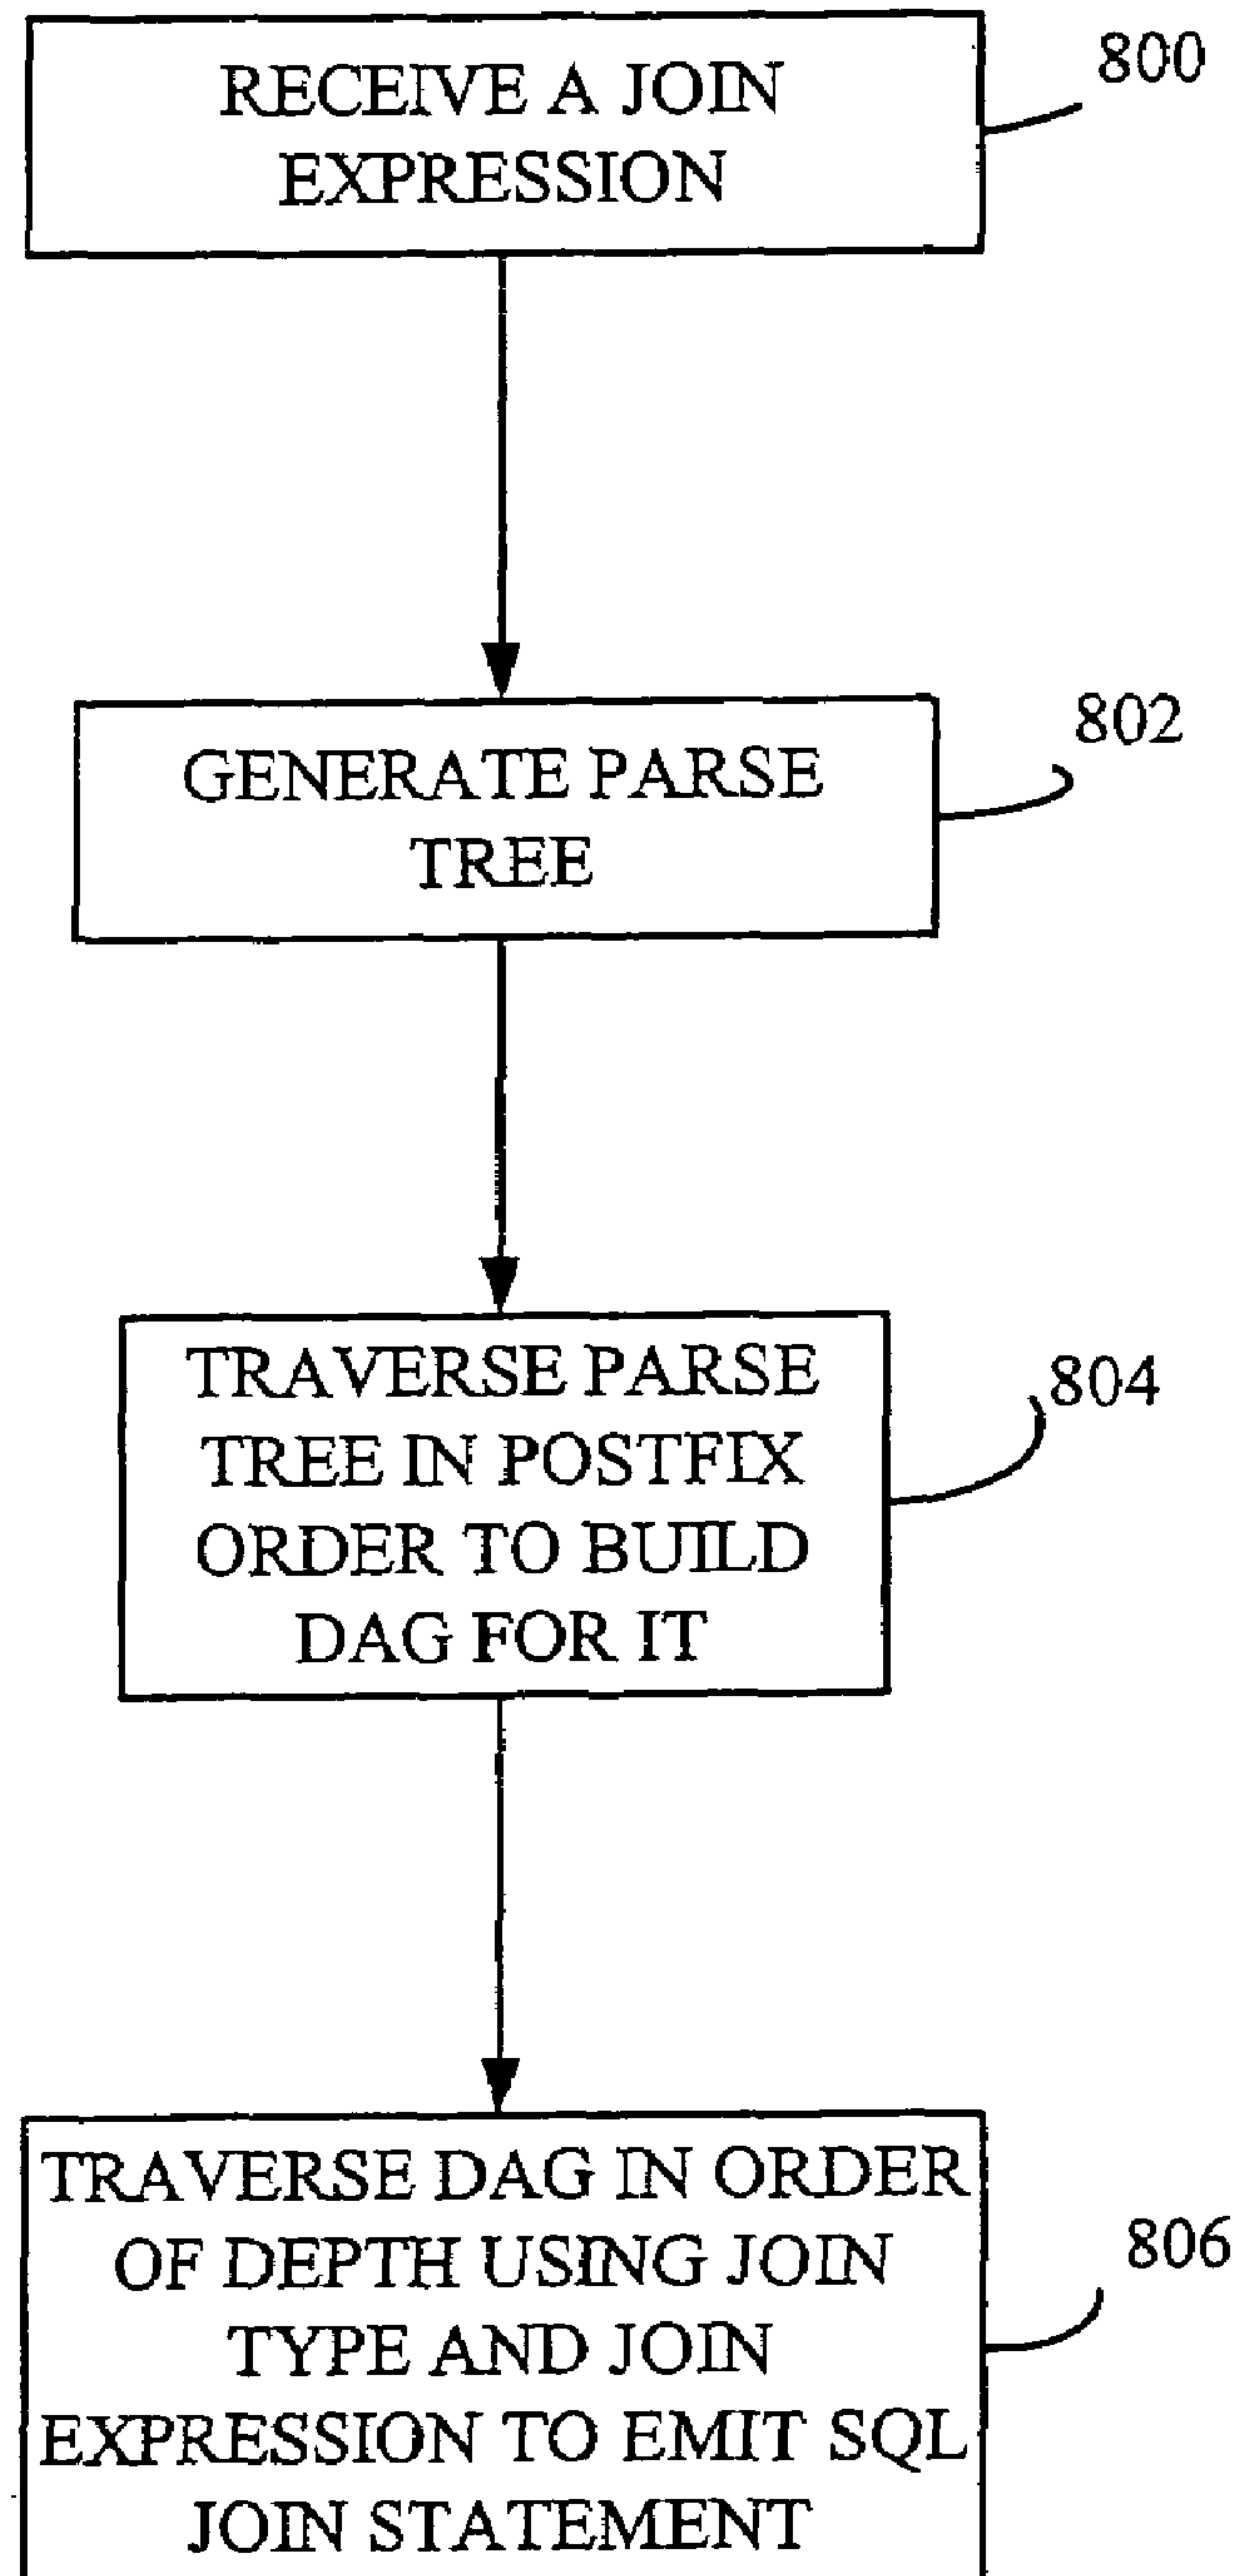 RECEIVE A JOIN
EXPRESSION
800
GENERATE PARSE
TREE
802
TRAVERSE PARSE
TREE IN POSTFIX
ORDER TO BUILD
DAG FOR IT
804
TRAVERSE DAG IN ORDER
OF DEPTH USING JOIN
TYPE AND JOIN
EXPRESSION TO EMIT SQL
JOIN STATEMENT
806